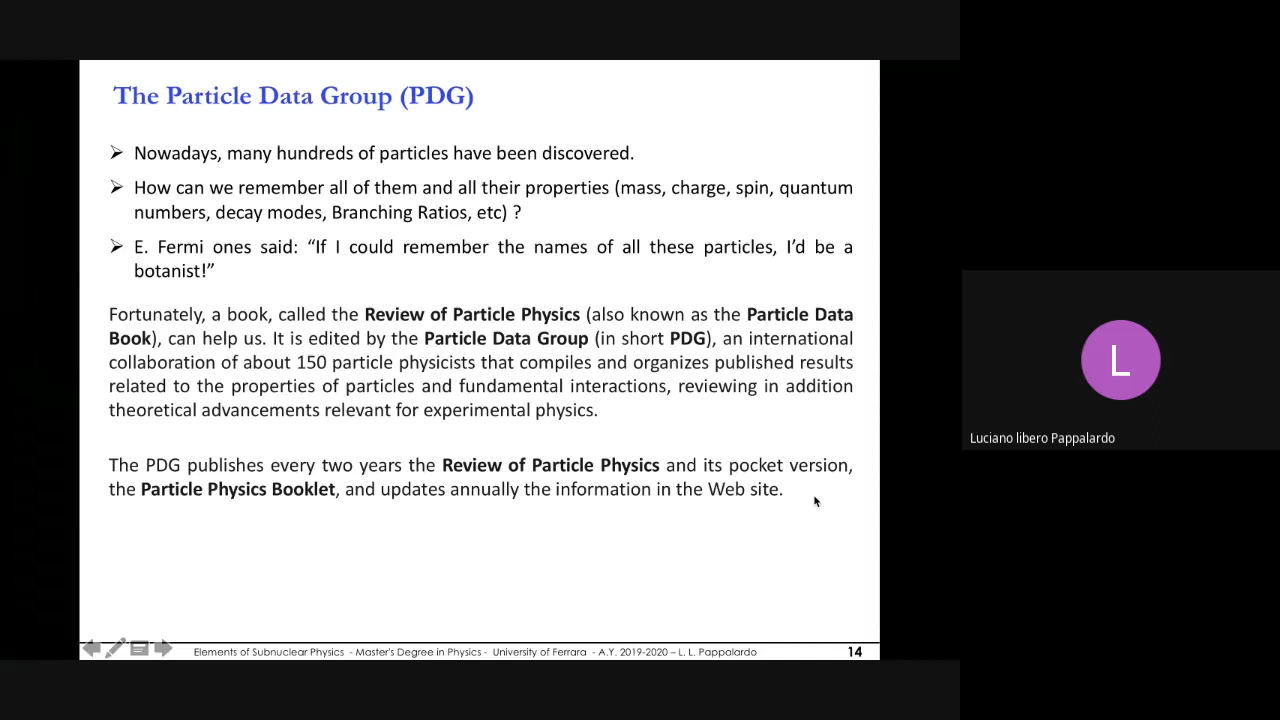 The Particle Data Group (PDG)
➢ Nowadays, many hundreds of particles have been discovered.
➢ How can we remember all of them and all their properties (mass, charge, spin, quantum
numbers, decay modes, Branching Ratios, etc) ?
➢ E. Fermi ones said: “If I could remember the names of all these particles, I’d be a
botanist!”
Fortunately, a book, called the Review of Particle Physics (also known as the Particle Data
Book), can help us. It is edited by the Particle Data Group (in short PDG), an international
collaboration of about 150 particle physicists that compiles and organizes published results
related to the properties of particles and fundamental interactions, reviewing in addition
theoretical advancements relevant for experimental physics.
The PDG publishes every two years the Review of Particle Physics and its pocket version,
the Particle Physics Booklet, and updates annually the information in the Web site.
Elements of Subnuclear Physics - Master's Degree in Physics - University of Ferrara - A.Y. 2019-2020 – L. L. Pappalardo 14
L
Luciano libero Pappalardo